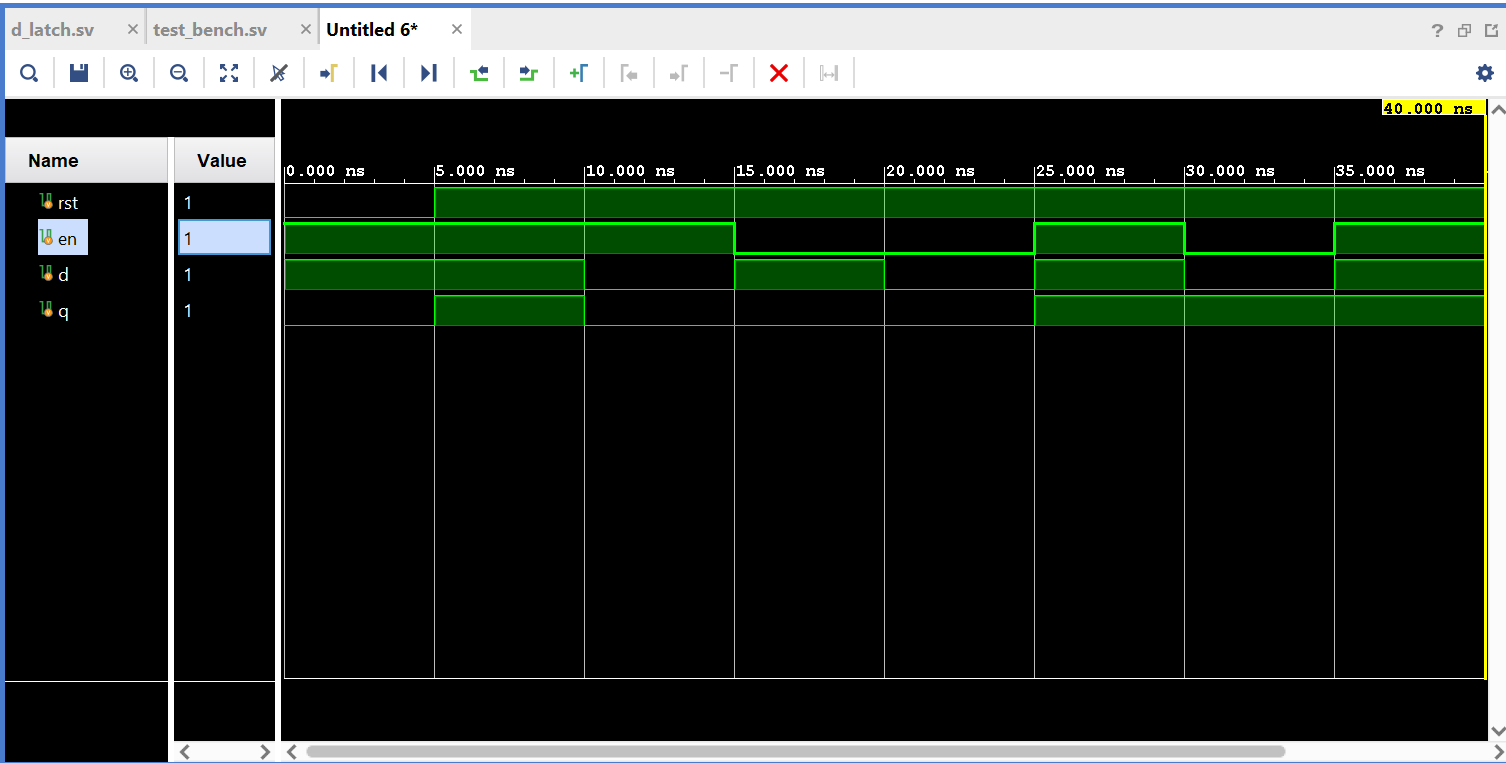 d_latch.sv × test_bench.sv × Untitled 6* × ?
40.000 ns
Name Value
0.000 ns 5.000 ns 10.000 ns 15.000 ns 20.000 ns 25.000 ns 30.000 ns 35.000 ns
rst 1
en 1
d 1
q 1